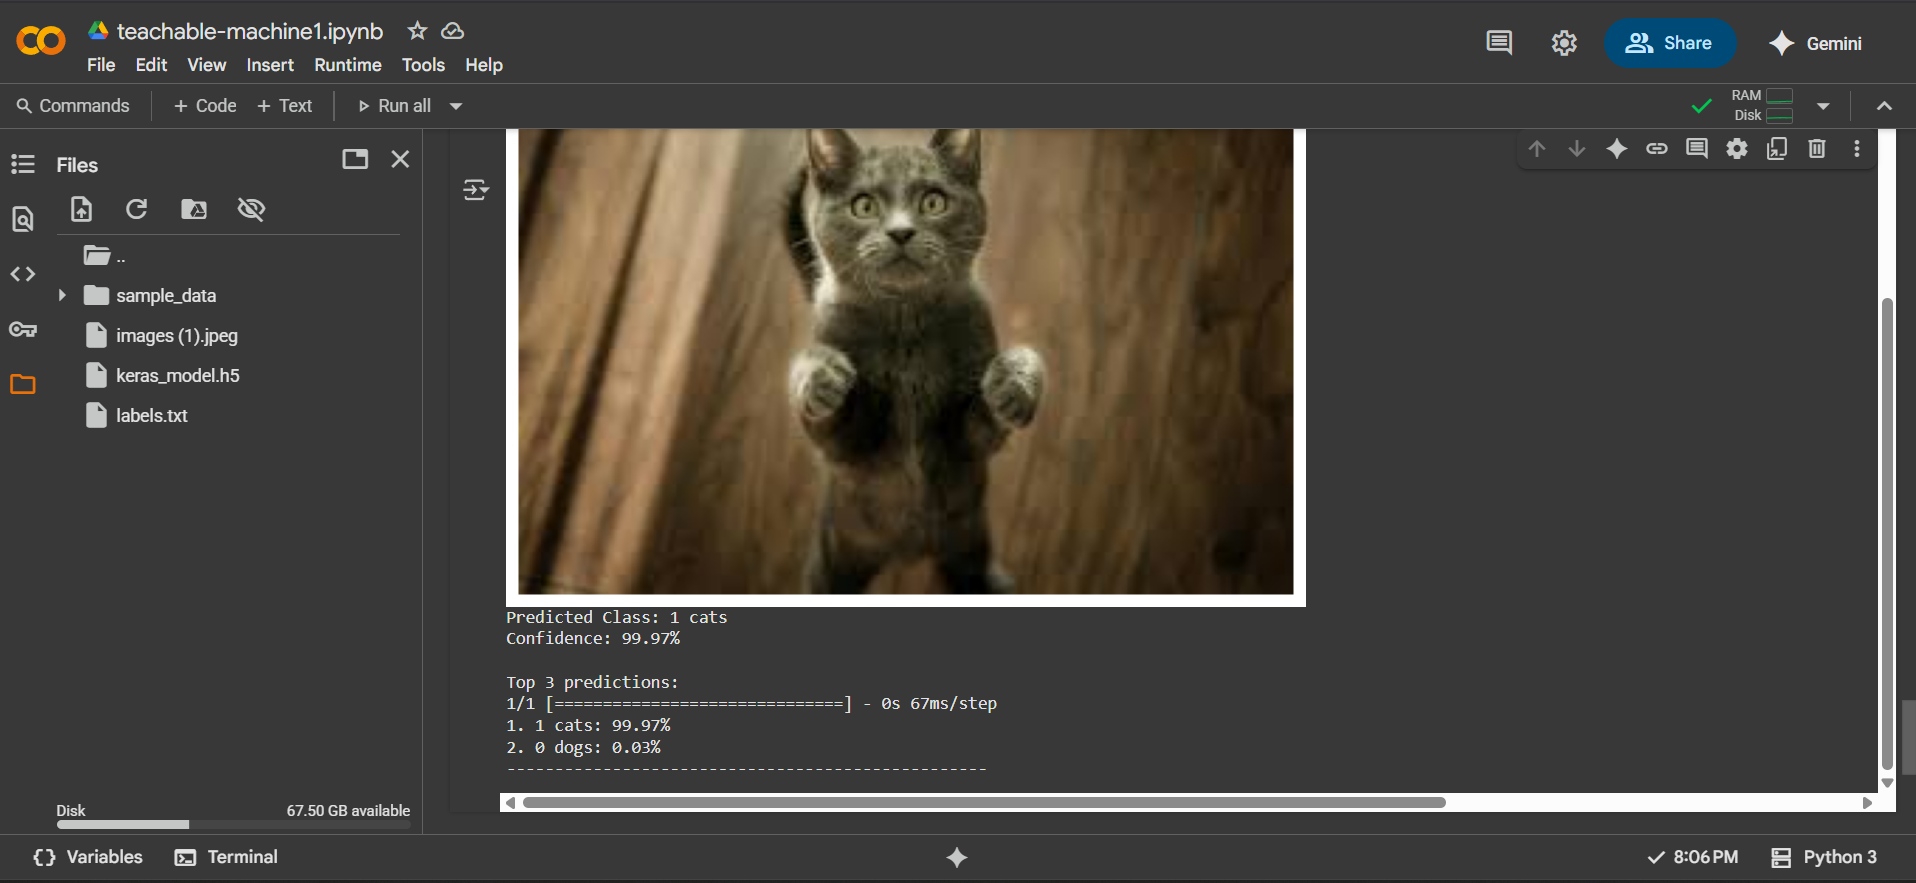 teachable-machine1.ipynb
File Edit View Insert Runtime Tools Help
Share
Gemini
Commands + Code + Text Run all
RAM
Disk
Files
..
sample_data
images (1).jpeg
keras_model.h5
labels.txt
Disk 67.50 GB available
Predicted Class: 1 cats
Confidence: 99.97%
Top 3 predictions:
1/1 [==============================] - 0s 67ms/step
1. 1 cats: 99.97%
2. 0 dogs: 0.03%
--------------------------------------------------
{} Variables Terminal
8:06 PM Python 3